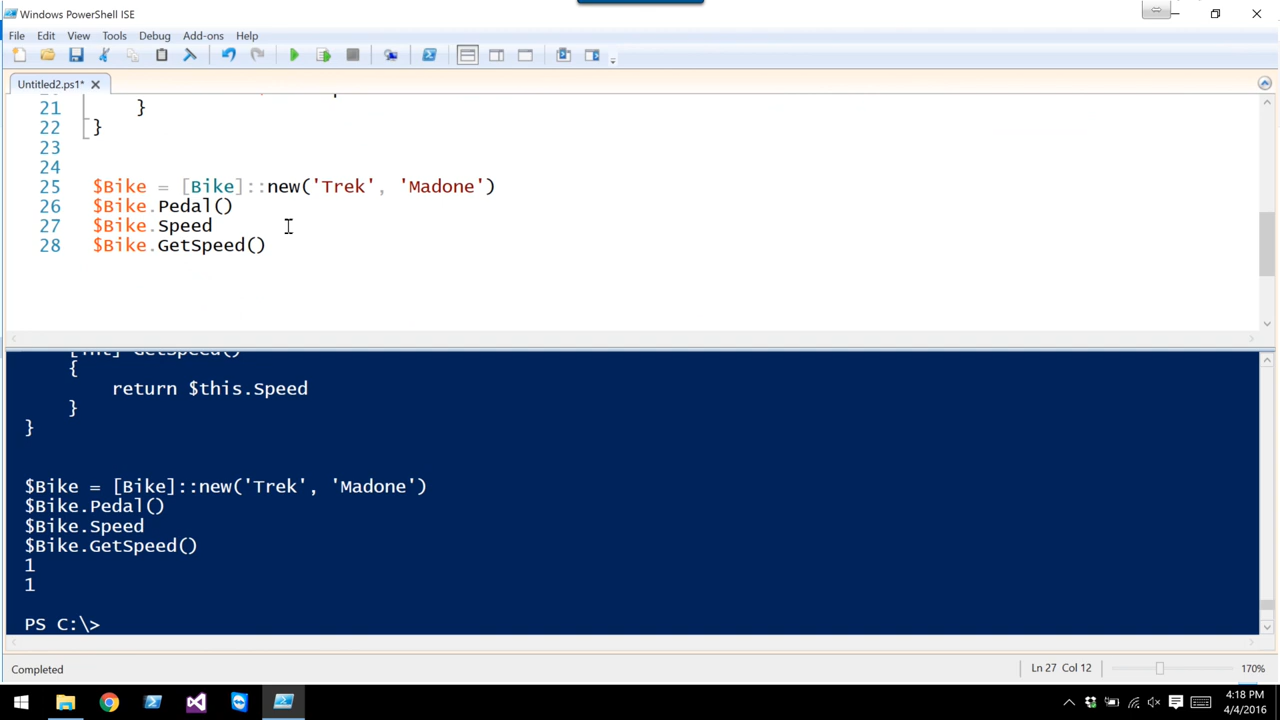 Windows PowerShell ISE
File Edit View Tools Debug Add-ons Help
Untitled2.ps1*
21 }
22 }
23
24
25 $Bike = [Bike]::new('Trek', 'Madone')
26 $Bike.Pedal()
27 $Bike.Speed
28 $Bike.GetSpeed()
{
return $this.Speed
}
}
$Bike = [Bike]::new('Trek', 'Madone')
$Bike.Pedal()
$Bike.Speed
$Bike.GetSpeed()
1
1
PS C:\>
Completed Ln 27 Col 12 170%
4:18 PM
4/4/2016